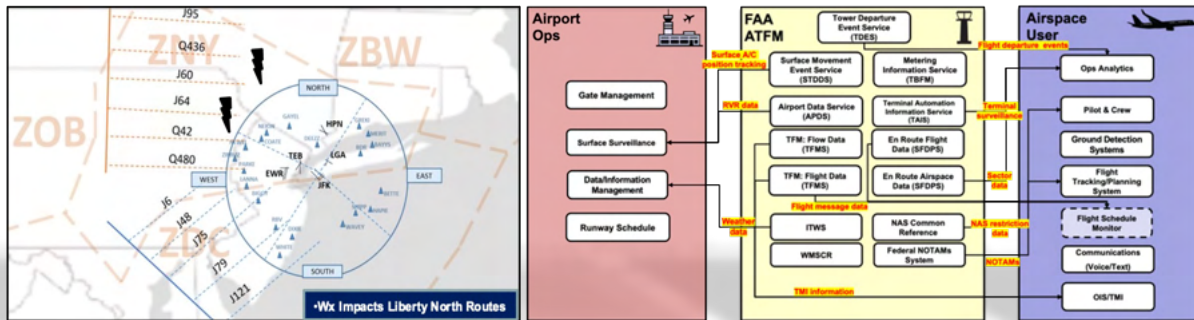 J95
Q436
J60
J64
Q42
Q480
J6
J48
J75
J79
J121
ZNY
ZBW
ZOB
ZDC
NORTH
WEST
EAST
SOUTH
GAYEL
HPN
TEB
LGA
EWR
JFK
•Wx Impacts Liberty North Routes
Airport
Ops
Gate Management
Surface Surveillance
Data/Information
Management
Runway Schedule
Surface A/C
position tracking
RVR data
Weather
data
FAA
ATFM
Tower Departure
Event Service
(TDES)
Surface Movement
Event Service
(STDDS)
Metering
Information Service
(TBFM)
Airport Data Service
(APDS)
Terminal Automation
Information Service
(TAIS)
TFM: Flow Data
(TFMS)
En Route Flight
Data (SFDPS)
TFM: Flight Data
(TFMS)
En Route Airspace
Data (SFDPS)
Flight message data
ITWS
NAS Common
Reference
WMSCR
Federal NOTAMs
System
TMI information
Flight departure events
Terminal
surveillance
Sector
data
NAS restriction
data
NOTAMs
Airspace
User
Ops Analytics
Pilot & Crew
Ground Detection
Systems
Flight
Tracking/Planning
System
Flight Schedule
Monitor
Communications
(Voice/Text)
OIS/TMI